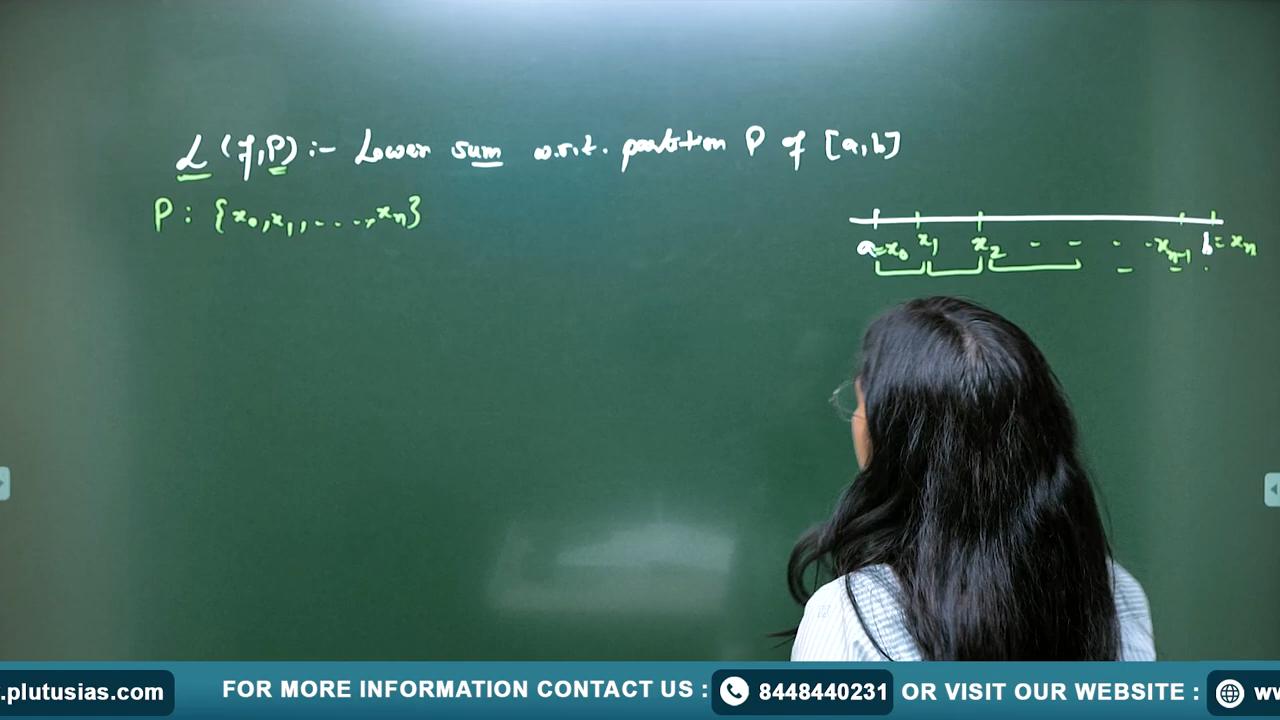 L(f,P) :- Lower sum w.r.t. partition P of [a,b]
P : {x₀,x₁,.....,xₙ}
a=x₀ x₁ x₂ - - - - xₙ₋₁ b=xₙ
.plutusias.com FOR MORE INFORMATION CONTACT US : 8448440231 OR VISIT OUR WEBSITE : ww